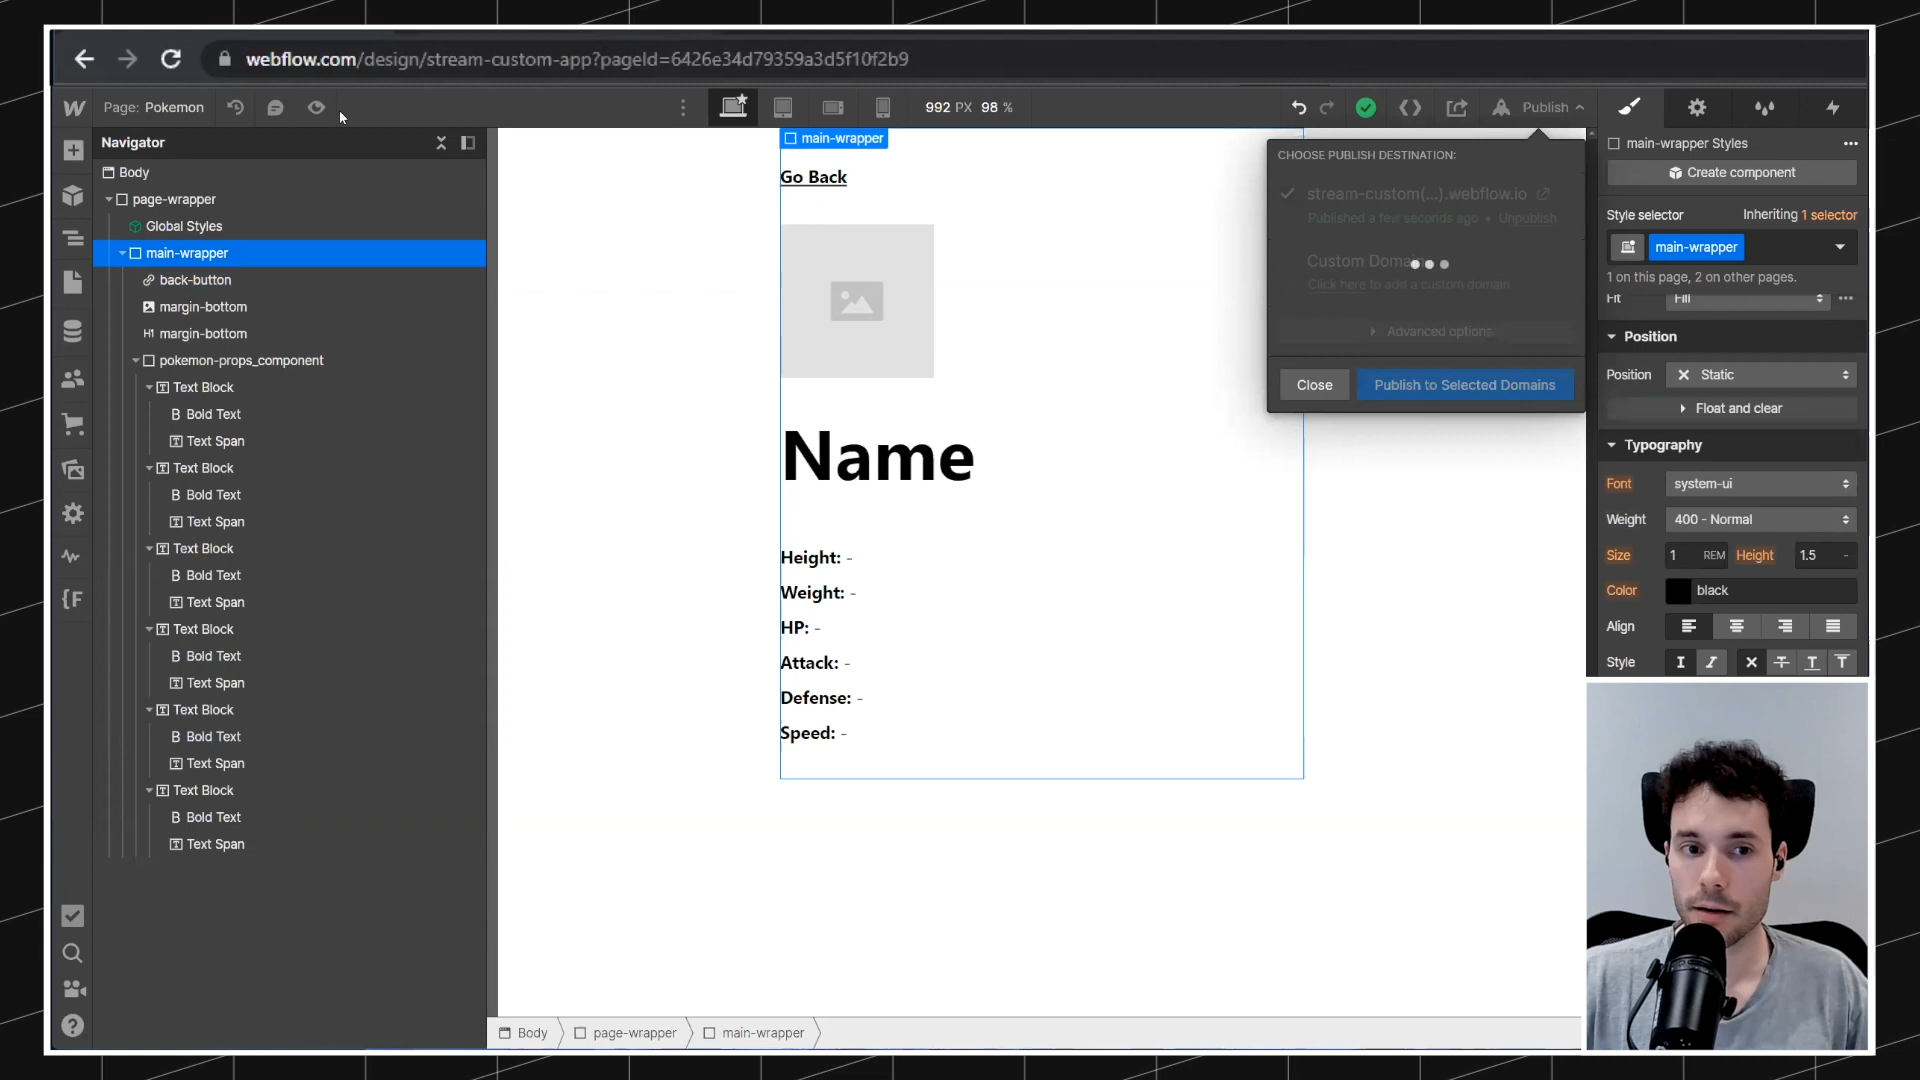 webflow.com/design/stream-custom-app?pageId=6426e34d79359a3d5f10f2b9
Page: Pokemon
992 PX 98 %
Publish
Navigator
Body
page-wrapper
Global Styles
main-wrapper
back-button
margin-bottom
H1 margin-bottom
pokemon-props_component
Text Block
B Bold Text
Text Span
Text Block
B Bold Text
Text Span
Text Block
B Bold Text
Text Span
Text Block
B Bold Text
Text Span
Text Block
B Bold Text
Text Span
Text Block
B Bold Text
Text Span
main-wrapper
Go Back
Name
Height: -
Weight: -
HP: -
Attack: -
Defense: -
Speed: -
CHOOSE PUBLISH DESTINATION:
stream-custom(...).webflow.io
Published a few seconds ago • Unpublish
Custom Domain
Click here to add a custom domain
Advanced options
Close
Publish to Selected Domains
main-wrapper Styles
Create component
Style selector
Inheriting 1 selector
main-wrapper
1 on this page, 2 on other pages.
Fit
Fill
Position
Position
Static
Float and clear
Typography
Font
system-ui
Weight
400 - Normal
Size
1 REM
Height
1.5 -
Color
black
Align
Style
Body
page-wrapper
main-wrapper